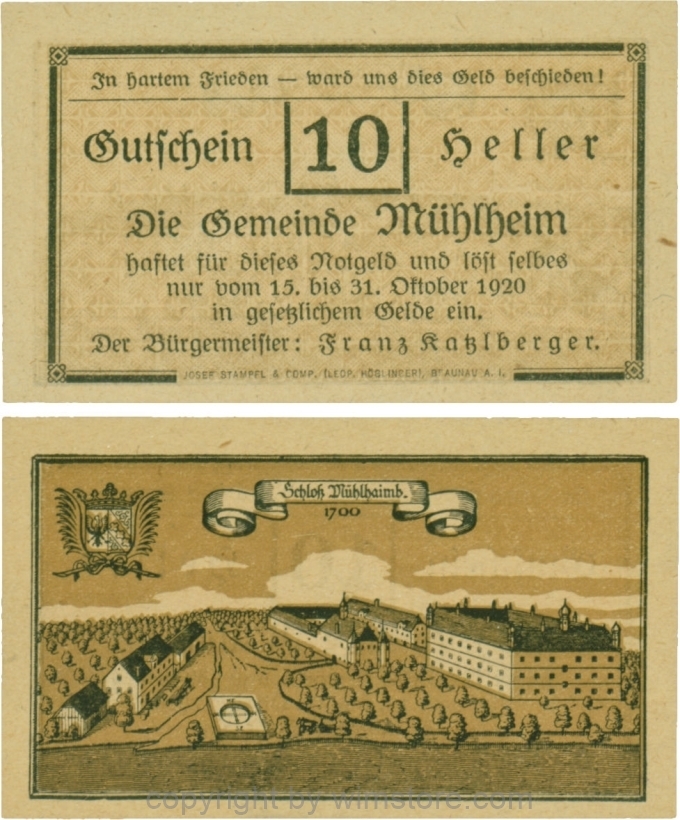 In hartem Frieden — ward uns dies Geld beschieden!
Gutschein 10 Heller
Die Gemeinde Mühlheim
haftet für dieses Notgeld und löst selbes
nur vom 15. bis 31. Oktober 1920
in gesetzlichem Gelde ein.
Der Bürgermeister: Franz Katzlberger.
JOSEF STAMPFL & COMP. (LEOP. HÖGLINGER), BRAUNAU A. I.
Schloß Mühlhaimb.
1700
copyright by wimstore.com